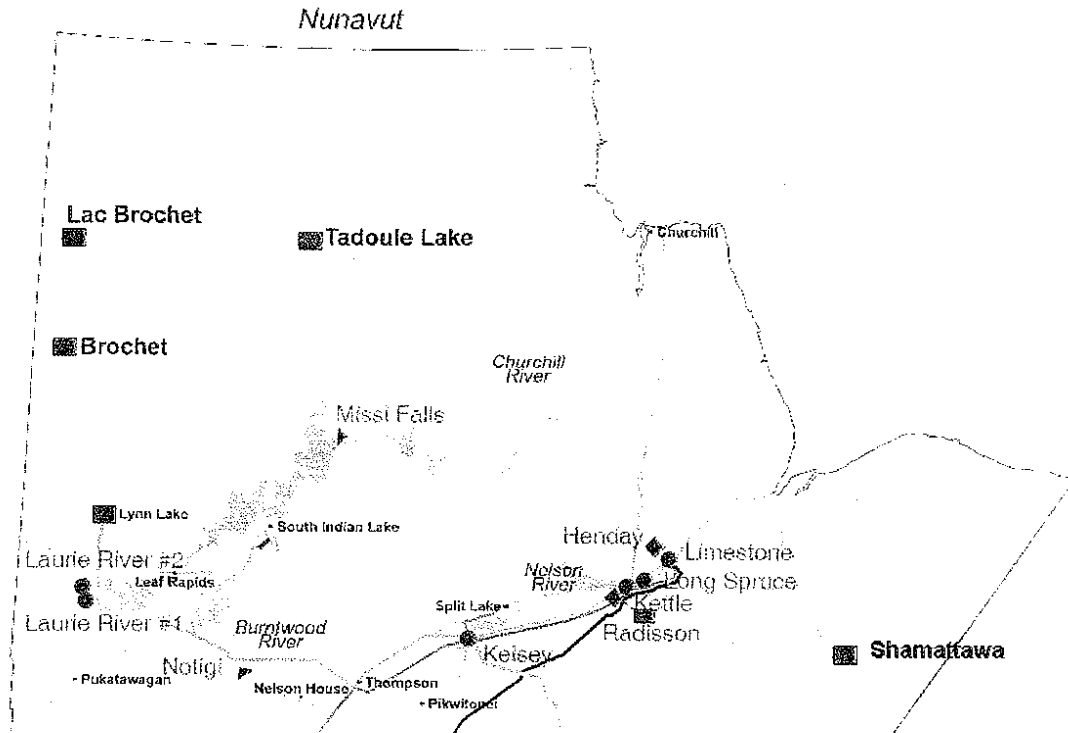 Nunavut
Lac Brochet
Tadoule Lake
Churchill
Brochet
Churchill
River
Missi Falls
Lynn Lake
South Indian Lake
Henday
Limestone
Laurie River #2
Leaf Rapids
Nelson
River
Long Spruce
Kettle
Split Lake
Radisson
Laurie River #1
Burntwood
River
Kelsey
Shamattawa
Notigi
Pukatawagan
Nelson House
Thompson
Pikwitonei